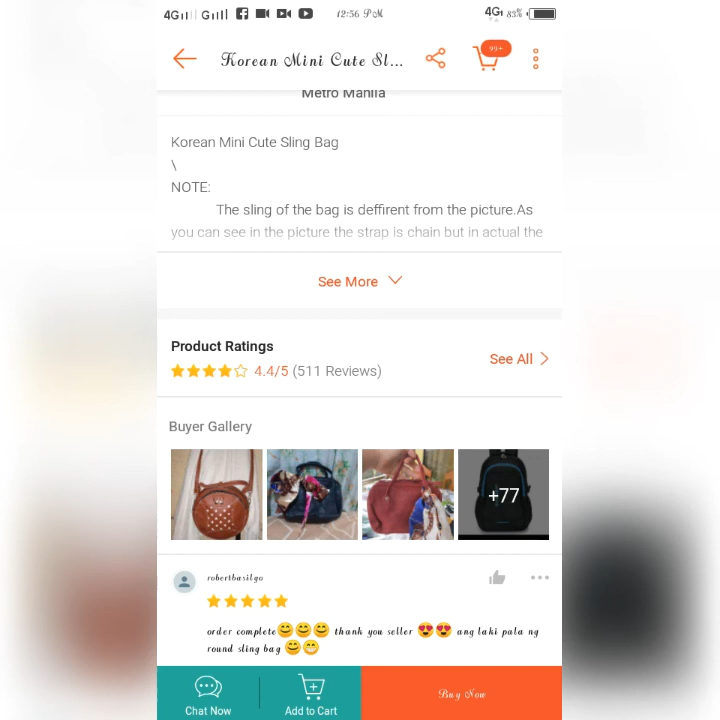 4G G 12:56 PM 4G 83%
Korean Mini Cute Sl... 99+
Metro Manila
Korean Mini Cute Sling Bag
\
NOTE:
The sling of the bag is deffirent from the picture.As
you can see in the picture the strap is chain but in actual the
See More
Product Ratings
4.4/5 (511 Reviews)
See All
Buyer Gallery
+77
robertbasilgo
order complete😊😊😊 thank you seller 😍😍 ang laki pala ng
round sling bag 😊😁
Chat Now
Add to Cart
Buy Now